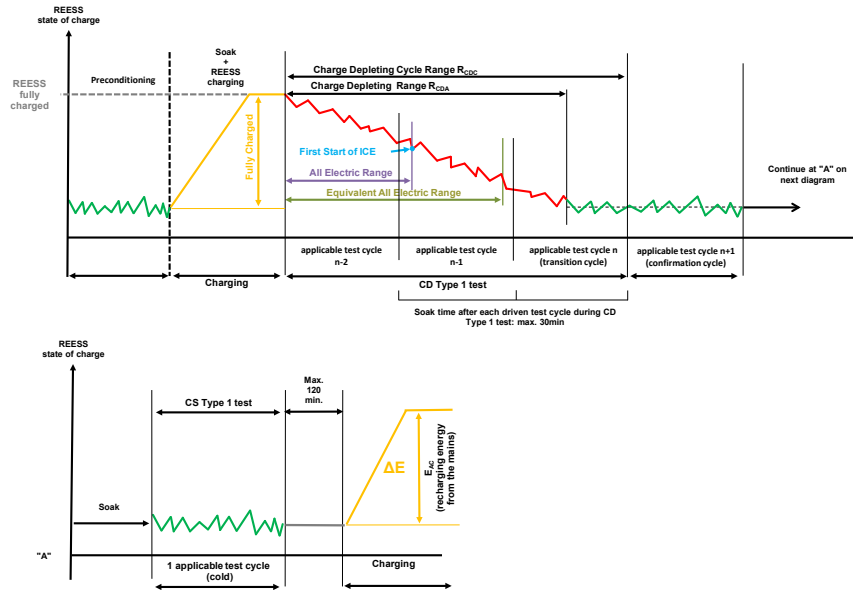 REESS
state of charge
Soak
+
REESS
charging
Preconditioning
Charge Depleting Cycle Range RCDC
Charge Depleting Range RCDA
REESS
fully
charged
Fully Charged
First Start of ICE
All Electric Range
Equivalent All Electric Range
Continue at "A" on
next diagram
applicable test cycle
n-2
applicable test cycle
n-1
applicable test cycle n
(transition cycle)
applicable test cycle n+1
(confirmation cycle)
Charging
CD Type 1 test
Soak time after each driven test cycle during CD
Type 1 test: max. 30min
REESS
state of charge
CS Type 1 test
Max.
120
min.
ΔE
EAC
(recharging energy
from the mains)
Soak
"A"
1 applicable test cycle
(cold)
Charging